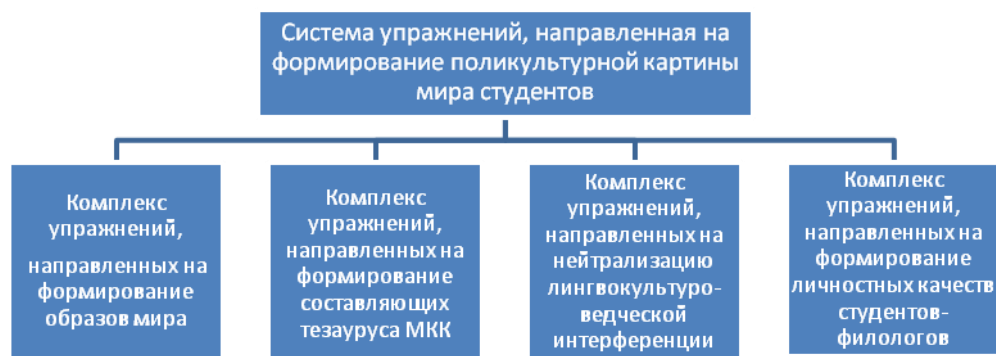 Система упражнений, направленная на
формирование поликультурной картины
мира студентов
Комплекс
упражнений,
направленных на
формирование
образов мира
Комплекс
упражнений,
направленных на
формирование
составляющих
тезауруса МКК
Комплекс
упражнений,
направленных на
нейтрализацию
лингвокультуро-
ведческой
интерференции
Комплекс
упражнений,
направленных на
формирование
личностных качеств
студентов-
филологов